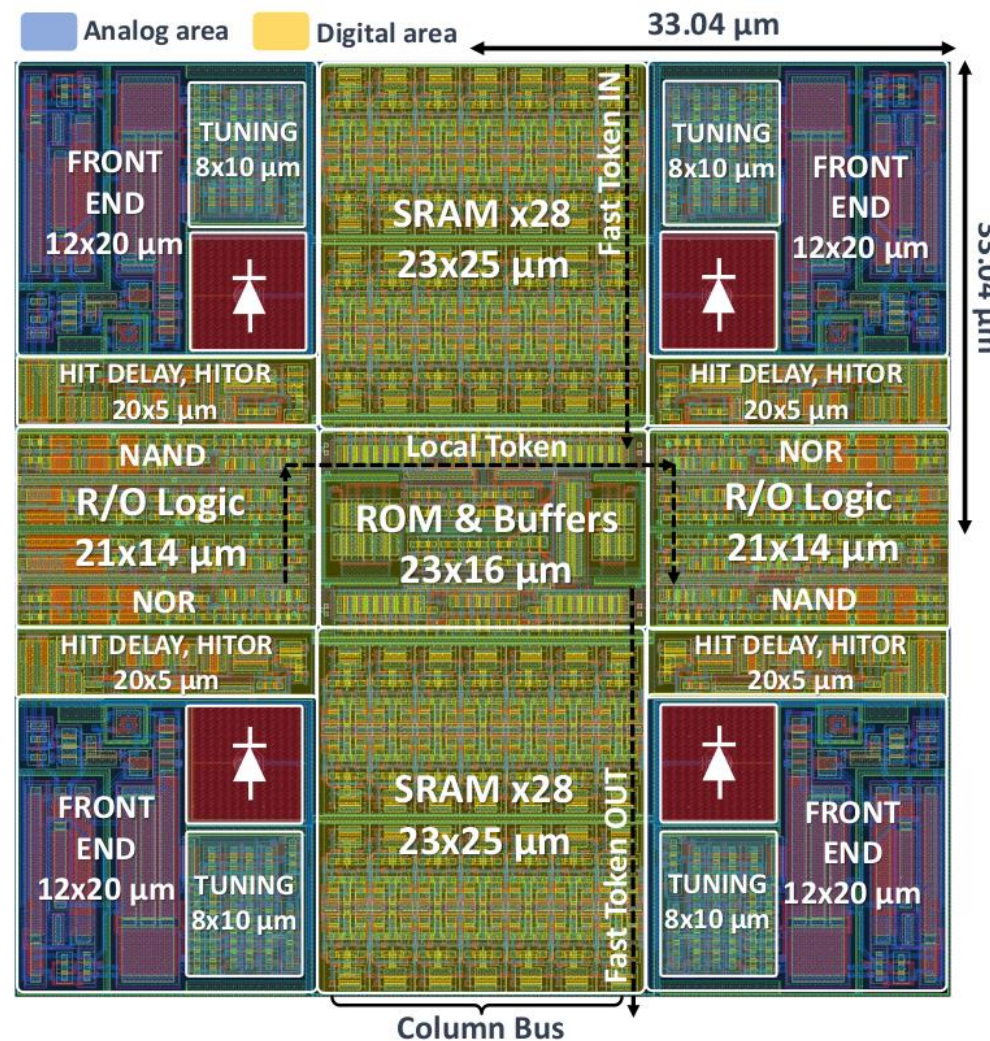 Analog area
Digital area
33.04 µm
33.04 µm
FRONT
END
12x20 µm
TUNING
8x10 µm
SRAM x28
23x25 µm
Fast Token IN
TUNING
8x10 µm
FRONT
END
12x20 µm
HIT DELAY, HITOR
20x5 µm
HIT DELAY, HITOR
20x5 µm
NAND
R/O Logic
21x14 µm
NOR
Local Token
ROM & Buffers
23x16 µm
NOR
R/O Logic
21x14 µm
NAND
HIT DELAY, HITOR
20x5 µm
HIT DELAY, HITOR
20x5 µm
FRONT
END
12x20 µm
TUNING
8x10 µm
SRAM x28
23x25 µm
Fast Token OUT
TUNING
8x10 µm
FRONT
END
12x20 µm
Column Bus